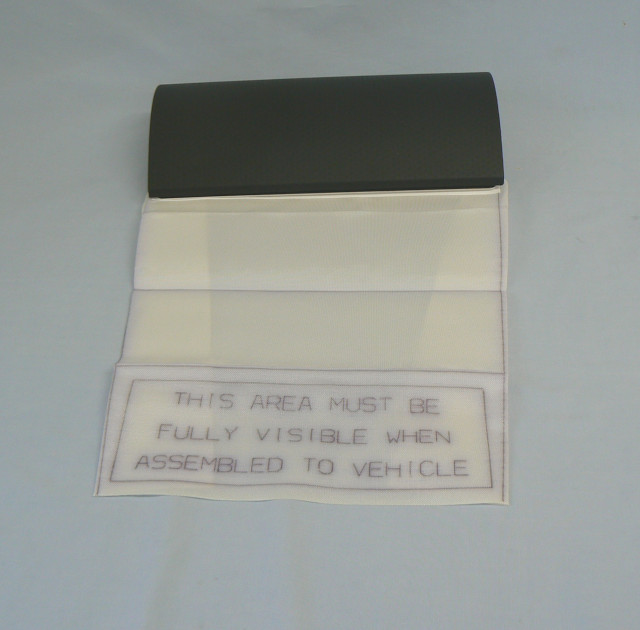 THIS AREA MUST BE
FULLY VISIBLE WHEN
ASSEMBLED TO VEHICLE